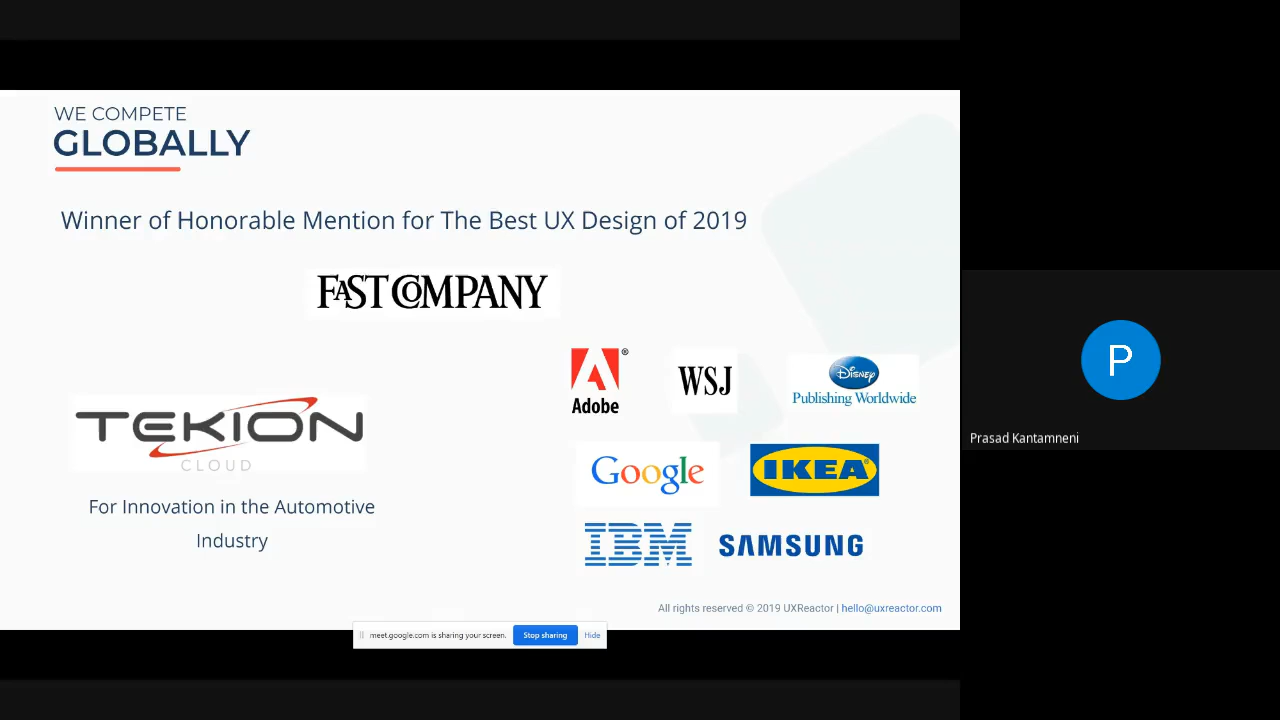 WE COMPETE
GLOBALLY
Winner of Honorable Mention for The Best UX Design of 2019
FAST COMPANY
Adobe®
WSJ
Disney
Publishing Worldwide
TEKION
CLOUD
For Innovation in the Automotive
Industry
Google
IKEA®
IBM
SAMSUNG
All rights reserved © 2019 UXReactor | hello@uxreactor.com
meet.google.com is sharing your screen. Stop sharing Hide
P
Prasad Kantamneni